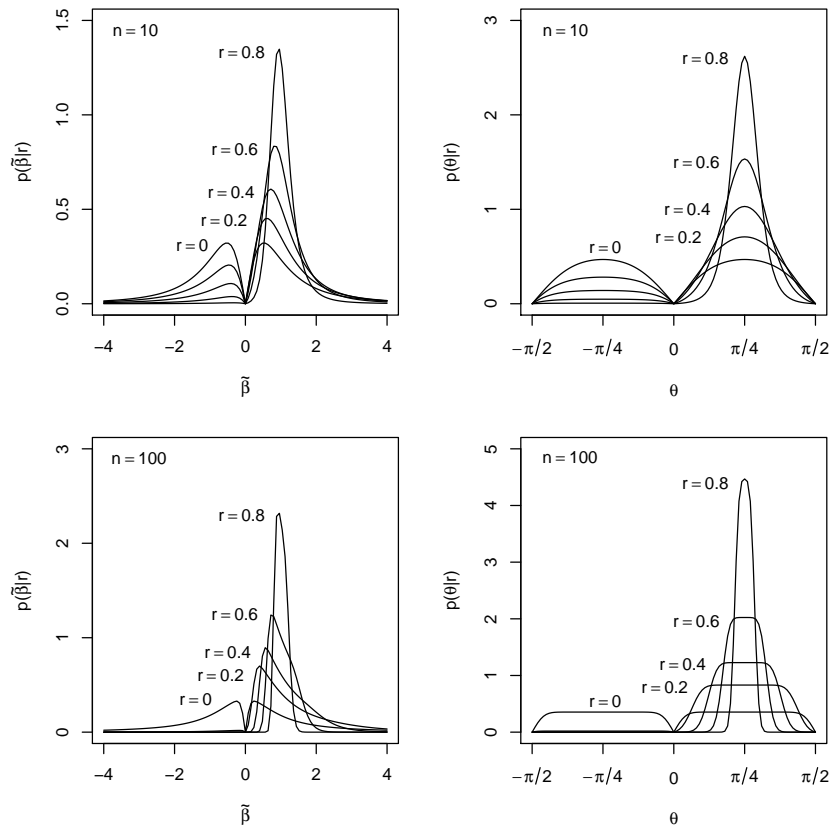 n = 10
r = 0.8
r = 0.6
r = 0.4
r = 0.2
r = 0
0.0
0.5
1.0
1.5
p(β̃|r)
−4
−2
0
2
4
β̃
n = 10
r = 0.8
r = 0.6
r = 0.4
r = 0.2
r = 0
0
1
2
3
p(θ|r)
−π/2
−π/4
0
π/4
π/2
θ
n = 100
r = 0.8
r = 0.6
r = 0.4
r = 0.2
r = 0
0
1
2
3
p(β̃|r)
−4
−2
0
2
4
β̃
n = 100
r = 0.8
r = 0.6
r = 0.4
r = 0.2
r = 0
0
1
2
3
4
5
p(θ|r)
−π/2
−π/4
0
π/4
π/2
θ